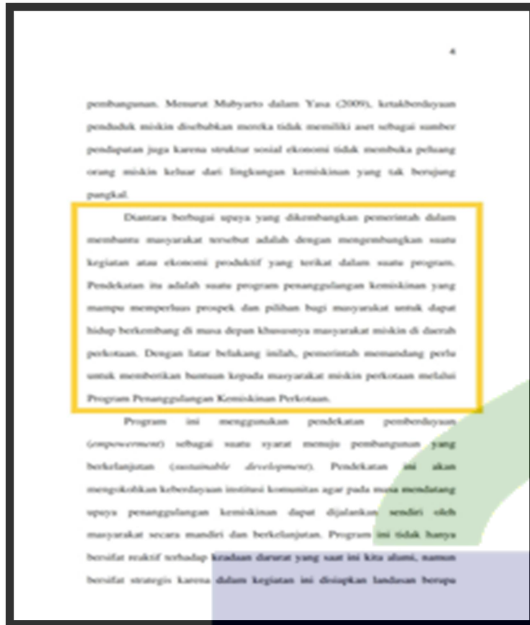 4
pembangunan. Menurut Mubyarto dalam Yasa (2009), ketakberdayaan
penduduk miskin disebabkan mereka tidak memiliki aset sebagai sumber
pendapatan juga karena struktur sosial ekonomi tidak membuka peluang
orang miskin keluar dari lingkungan kemiskinan yang tak berujung
pangkal.
Diantara berbagai upaya yang dikembangkan pemerintah dalam
membantu masyarakat tersebut adalah dengan mengembangkan suatu
kegiatan atau ekonomi produktif yang terikat dalam suatu program.
Pendekatan itu adalah suatu program penanggulangan kemiskinan yang
mampu memperluas prospek dan pilihan bagi masyarakat untuk dapat
hidup berkembang di masa depan khususnya masyarakat miskin di daerah
perkotaan. Dengan latar belakang inilah, pemerintah memandang perlu
untuk memberikan bantuan kepada masyarakat miskin perkotaan melalui
Program Penanggulangan Kemiskinan Perkotaan.
Program ini menggunakan pendekatan pemberdayaan
(empowerment) sebagai suatu syarat menuju pembangunan yang
berkelanjutan (sustainable development). Pendekatan ini akan
mengokohkan keberdayaan institusi komunitas agar pada masa mendatang
upaya penanggulangan kemiskinan dapat dijalankan sendiri oleh
masyarakat secara mandiri dan berkelanjutan. Program ini tidak hanya
bersifat reaktif terhadap keadaan darurat yang saat ini kita alami, namun
bersifat strategis karena dalam kegiatan ini disiapkan landasan berupa